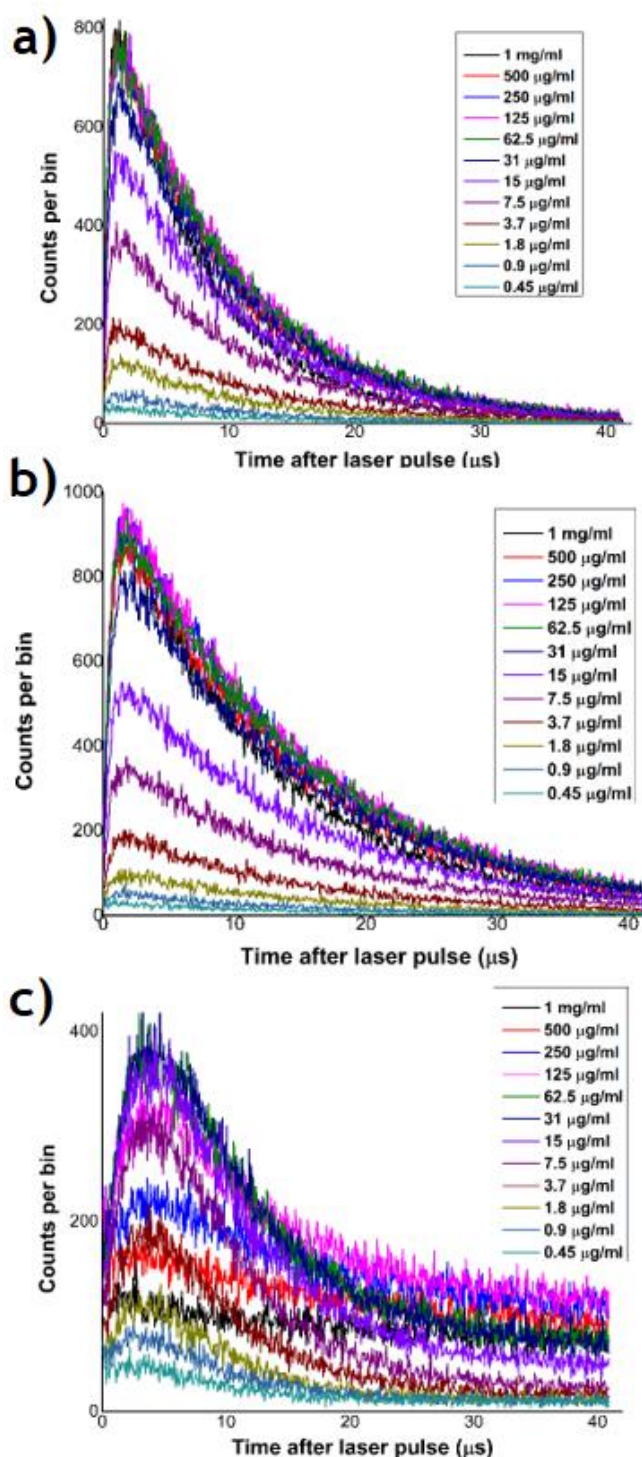 a)
800
600
400
200
0
Counts per bin
1 mg/ml
500 μg/ml
250 μg/ml
125 μg/ml
62.5 μg/ml
31 μg/ml
15 μg/ml
7.5 μg/ml
3.7 μg/ml
1.8 μg/ml
0.9 μg/ml
0.45 μg/ml
0 10 20 30 40
Time after laser pulse (μs)
b)
1000
800
600
400
200
0
Counts per bin
1 mg/ml
500 μg/ml
250 μg/ml
125 μg/ml
62.5 μg/ml
31 μg/ml
15 μg/ml
7.5 μg/ml
3.7 μg/ml
1.8 μg/ml
0.9 μg/ml
0.45 μg/ml
0 10 20 30 40
Time after laser pulse (μs)
c)
400
200
0
Counts per bin
1 mg/ml
500 μg/ml
250 μg/ml
125 μg/ml
62.5 μg/ml
31 μg/ml
15 μg/ml
7.5 μg/ml
3.7 μg/ml
1.8 μg/ml
0.9 μg/ml
0.45 μg/ml
0 10 20 30 40
Time after laser pulse (μs)